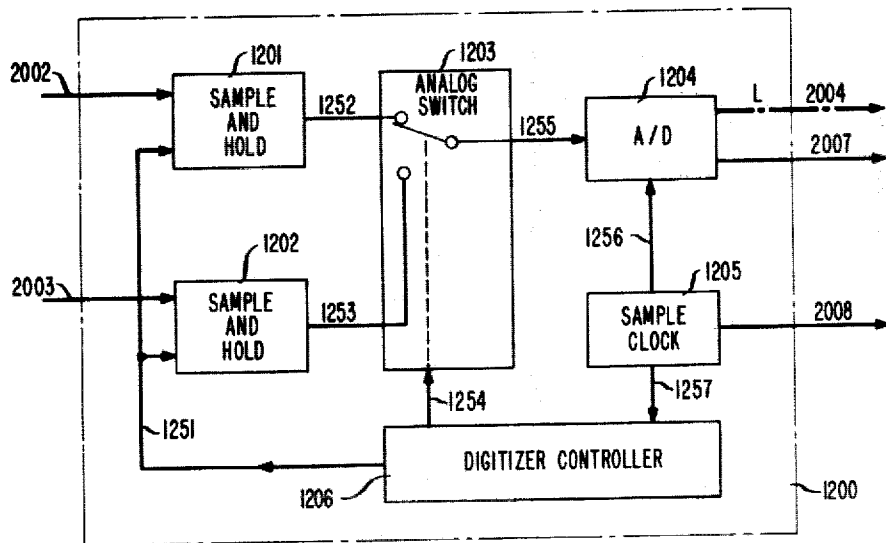 2002
1201
SAMPLE
AND
HOLD
1252
1203
ANALOG
SWITCH
1255
1204
A/D
L
2004
2007
1256
2003
1202
SAMPLE
AND
HOLD
1253
1205
SAMPLE
CLOCK
2008
1251
1254
1257
DIGITIZER CONTROLLER
1206
1200